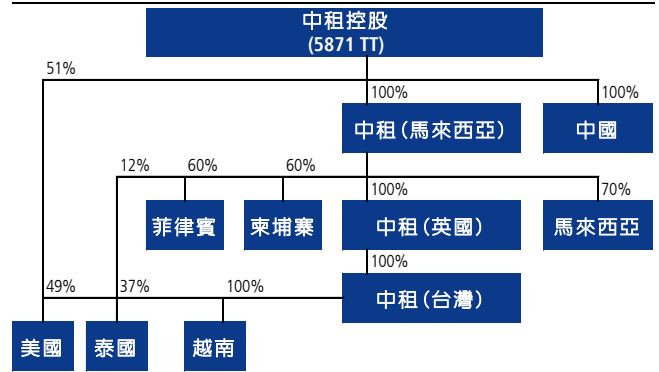 中租控股
(5871 TT)
51%
100%
100%
中租(馬來西亞)
中國
12%
60%
60%
100%
70%
菲律賓
柬埔寨
中租(英國)
馬來西亞
100%
49%
37%
100%
中租(台灣)
美國
泰國
越南